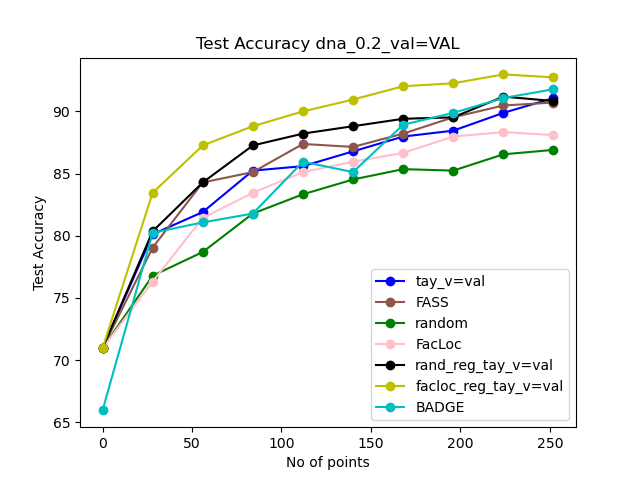 Test Accuracy dna_0.2_val=VAL
Test Accuracy
90
85
80
75
70
65
0 50 100 150 200 250
No of points
tay_v=val
FASS
random
FacLoc
rand_reg_tay_v=val
facloc_reg_tay_v=val
BADGE